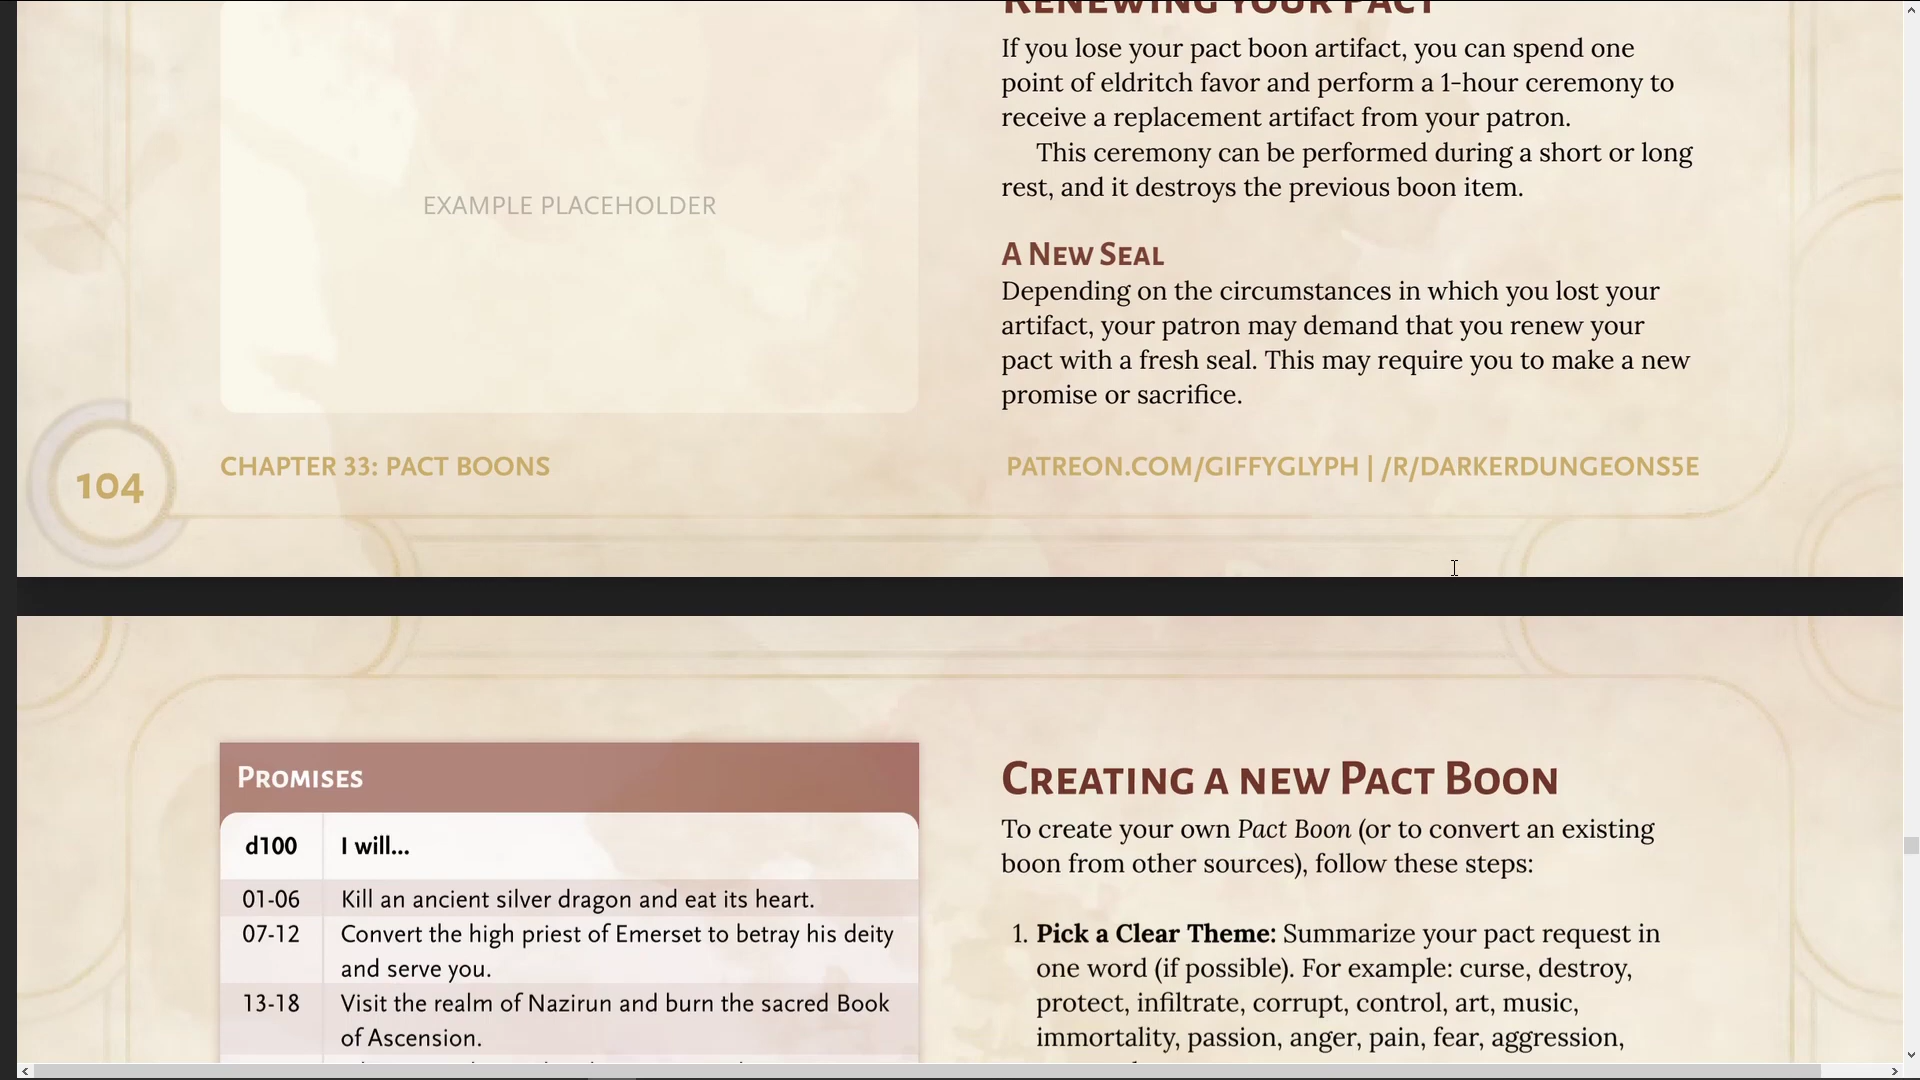 RENEWING YOUR PACT
If you lose your pact boon artifact, you can spend one
point of eldritch favor and perform a 1-hour ceremony to
receive a replacement artifact from your patron.
This ceremony can be performed during a short or long
rest, and it destroys the previous boon item.
EXAMPLE PLACEHOLDER
A NEW SEAL
Depending on the circumstances in which you lost your
artifact, your patron may demand that you renew your
pact with a fresh seal. This may require you to make a new
promise or sacrifice.
104
CHAPTER 33: PACT BOONS
PATREON.COM/GIFFYGLYPH | /R/DARKERDUNGEONS5E
PROMISES
d100 I will...
01-06 Kill an ancient silver dragon and eat its heart.
07-12 Convert the high priest of Emerset to betray his deity
and serve you.
13-18 Visit the realm of Nazirun and burn the sacred Book
of Ascension.
CREATING A NEW PACT BOON
To create your own Pact Boon (or to convert an existing
boon from other sources), follow these steps:
1. Pick a Clear Theme: Summarize your pact request in
one word (if possible). For example: curse, destroy,
protect, infiltrate, corrupt, control, art, music,
immortality, passion, anger, pain, fear, aggression,